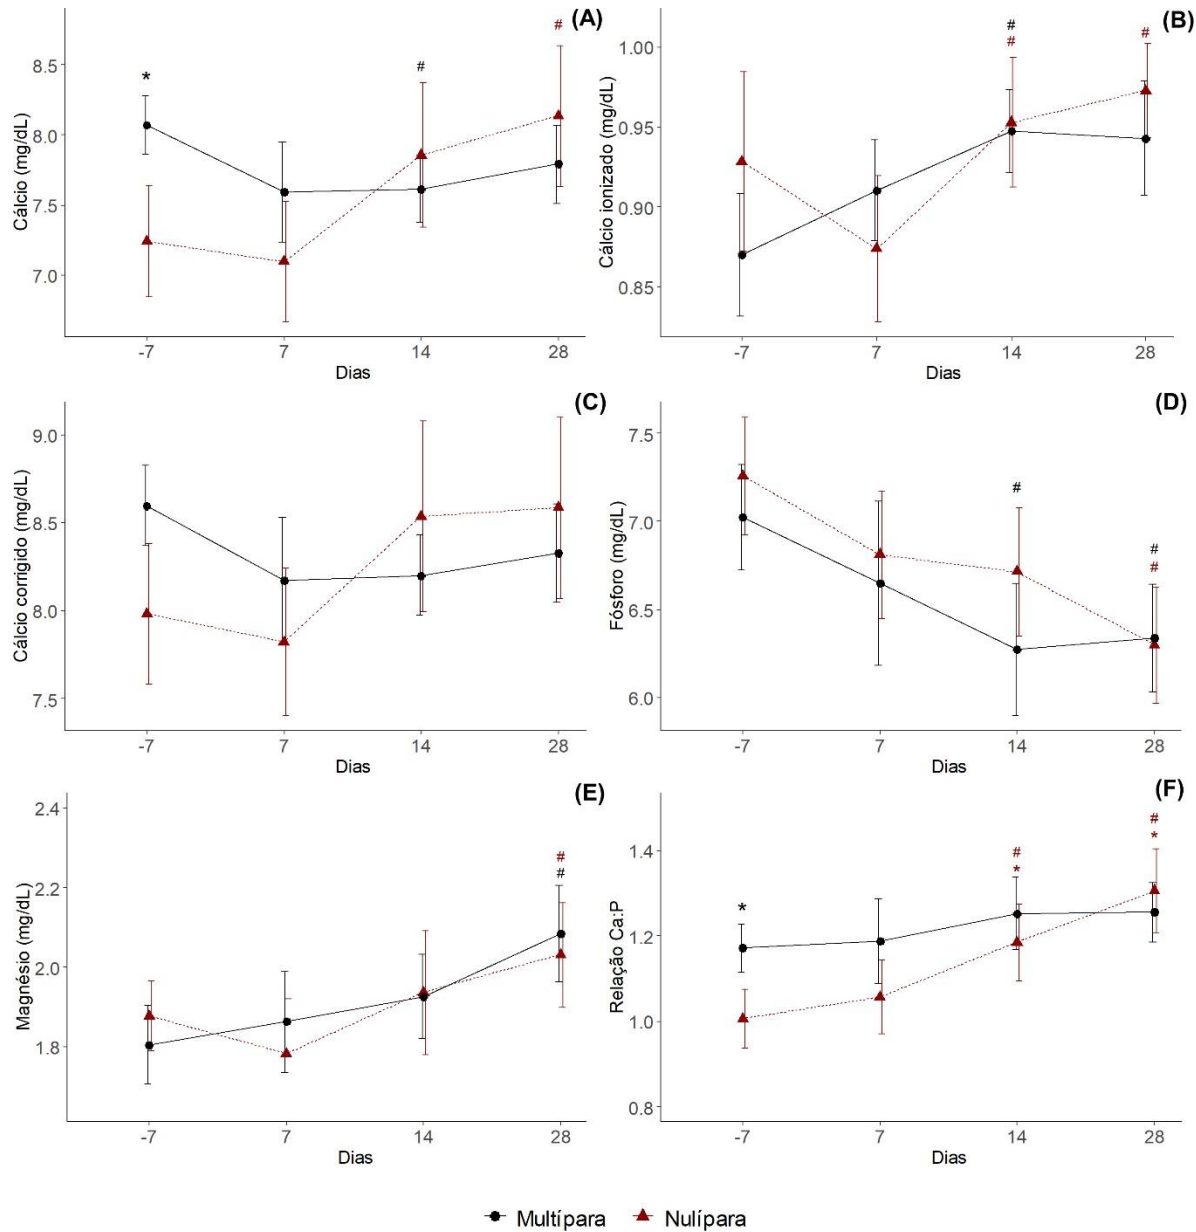 (A)
Cálcio (mg/dL)
8.5
8.0
7.5
7.0
*
#
#
-7 7 14 28
Dias
(B)
Cálcio ionizado (mg/dL)
1.00
0.95
0.90
0.85
#
#
#
-7 7 14 28
Dias
(C)
Cálcio corrigido (mg/dL)
9.0
8.5
8.0
7.5
-7 7 14 28
Dias
(D)
Fósforo (mg/dL)
7.5
7.0
6.5
6.0
#
#
#
-7 7 14 28
Dias
(E)
Magnésio (mg/dL)
2.4
2.2
2.0
1.8
#
#
-7 7 14 28
Dias
(F)
Relação Ca:P
1.4
1.2
1.0
0.8
*
#
*
#
*
-7 7 14 28
Dias
Multípara Nulípara